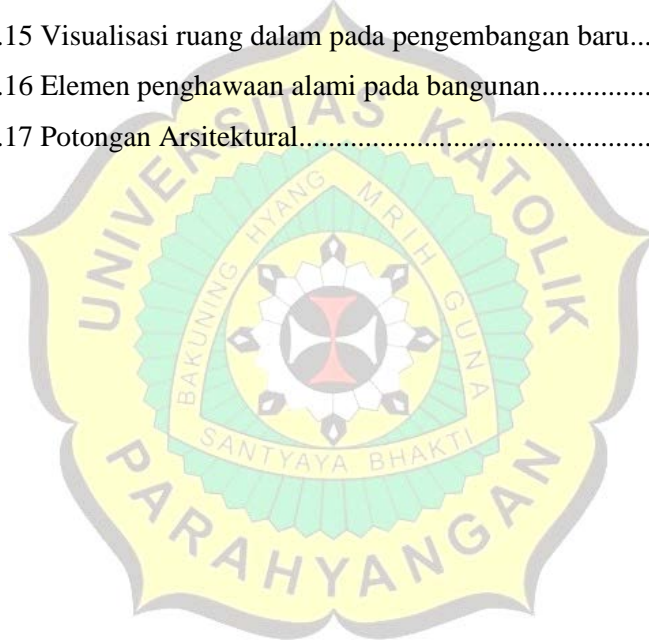 .15 Visualisasi ruang dalam pada pengembangan baru...
.16 Elemen penghawaan alami pada bangunan................
.17 Potongan Arsitektural.................................................
UNIVERSITAS KATOLIK
BAKUNING HYANG MRIH GUNA
SANTYAYA BHAKTI
PARAHYANGAN